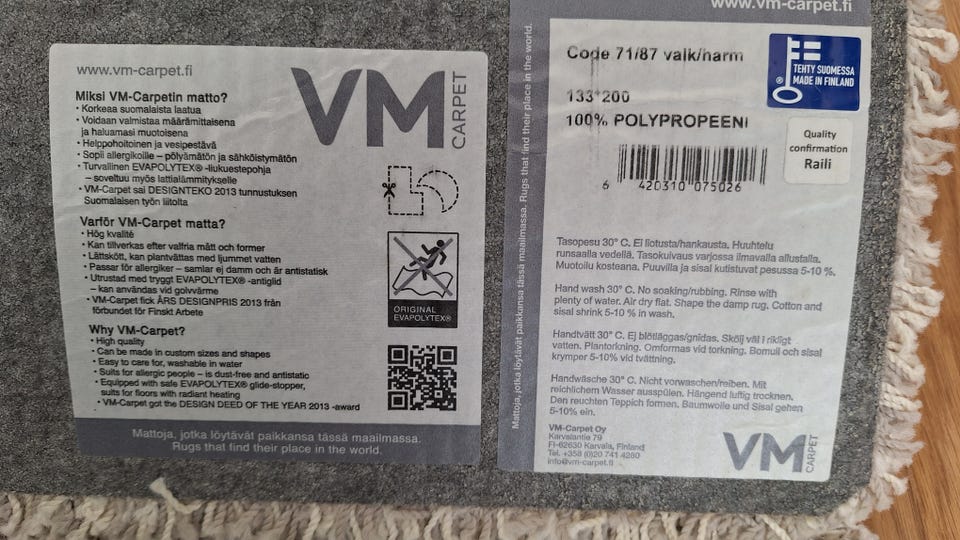 www.vm-carpet.fi
VM
CARPET
Miksi VM-Carpetin matto?
• Korkeaa suomalaista laatua
• Voidaan valmistaa määrämittaisena
ja haluamasi muotoisena
• Helppohoitoinen ja vesipestävä
• Sopii allergikoille – pölyämätön ja sähköistymätön
• Turvallinen EVAPOLYTEX® -liukuestepohja
– soveltuu myös lattialämmitykselle
• VM-Carpet sai DESIGNTEKO 2013 tunnustuksen
Suomalaisen työn liitolta
Varför VM-Carpet matta?
• Hög kvalité
• Kan tillverkas efter valfria mått och former
• Lättskött, kan plantvättas med ljummet vatten
• Passar för allergiker – samlar ej damm och är antistatisk
• Utrustad med tryggt EVAPOLYTEX® -antiglid
– kan användas vid golvvärme
• VM-Carpet fick ÅRS DESIGNPRIS 2013 från
förbundet för Finskt Arbete
Why VM-Carpet?
• High quality
• Can be made in custom sizes and shapes
• Easy to care for, washable in water
• Suits for allergic people – is dust-free and antistatic
• Equipped with safe EVAPOLYTEX® glide-stopper,
suits for floors with radiant heating
• VM-Carpet got the DESIGN DEED OF THE YEAR 2013 -award
ORIGINAL
EVAPOLYTEX®
Mattoja, jotka löytävät paikkansa tässä maailmassa.
Rugs that find their place in the world.
www.vm-carpet.fi
Mattoja, jotka löytävät paikkansa tässä maailmassa. Rugs that find their place in the world.
Code 71/87 valk/harm
133*200
100% POLYPROPEENI
6 420310 075026
TEHTY SUOMESSA
MADE IN FINLAND
®
Quality
confirmation
Raili
Tasopesu 30° C. Ei liotusta/hankausta. Huuhtelu
runsaalla vedellä. Tasokuivaus varjossa ilmavalla allustalla.
Muotoilu kosteana. Puuvilla ja sisal kutistuvat pesussa 5-10 %.
Hand wash 30° C. No soaking/rubbing. Rinse with
plenty of water. Air dry flat. Shape the damp rug. Cotton and
sisal shrink 5-10 % in wash.
Handtvätt 30° C. Ej blöläggas/gnidas. Skölj väl i rikligt
vatten. Plantorkning. Omformas vid torkning. Bomull och sisal
krymper 5-10% vid tvättning.
Handwäsche 30° C. Nicht vorwaschen/reiben. Mit
reichlichem Wasser ausspülen. Hängend luftig trocknen.
Den reuchten Teppich formen. Baumwolle und Sisal gehen
5-10% ein.
VM-Carpet Oy
Karvalantie 79
FI-62630 Karvala, Finland
Tel. +358 (0)20 741 4280
info@vm-carpet.fi
VM
CARPET